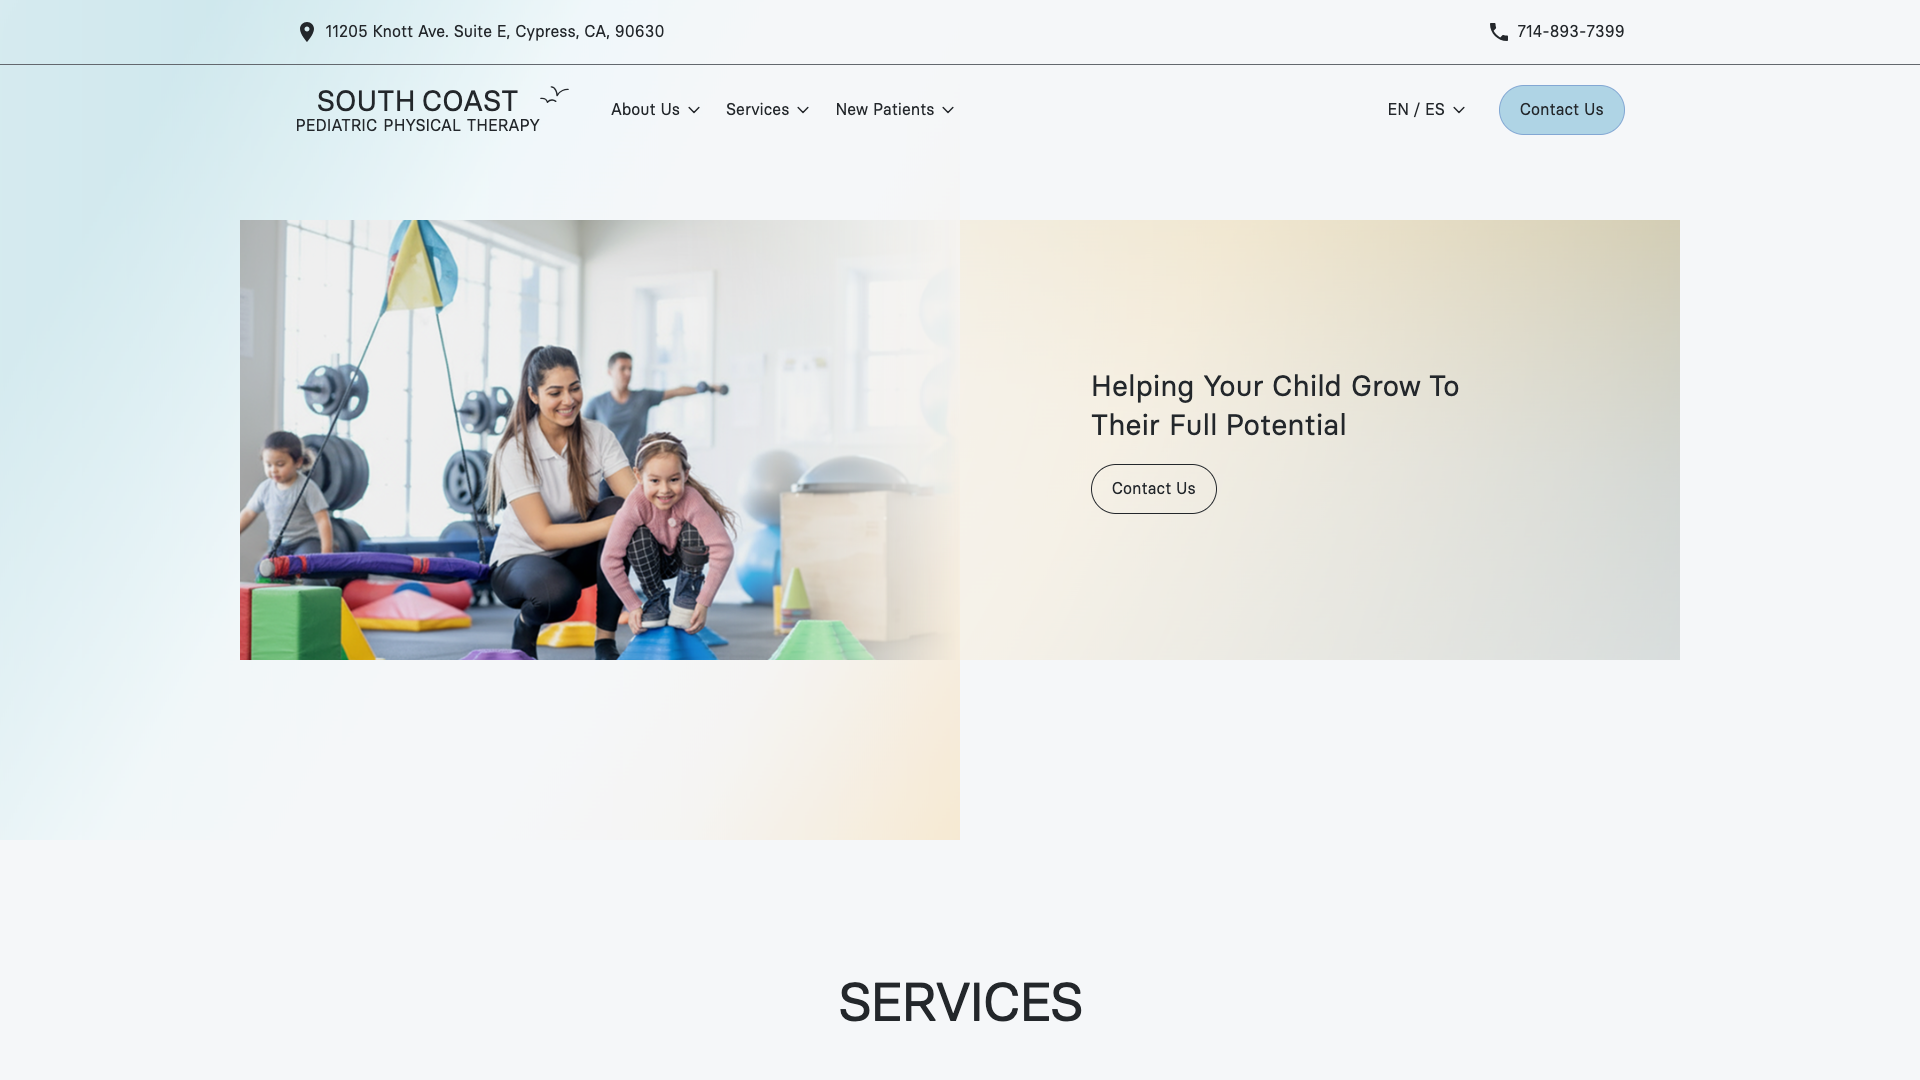 11205 Knott Ave. Suite E, Cypress, CA, 90630
714-893-7399
SOUTH COAST
PEDIATRIC PHYSICAL THERAPY
About Us
Services
New Patients
EN / ES
Contact Us
Helping Your Child Grow To
Their Full Potential
Contact Us
SERVICES